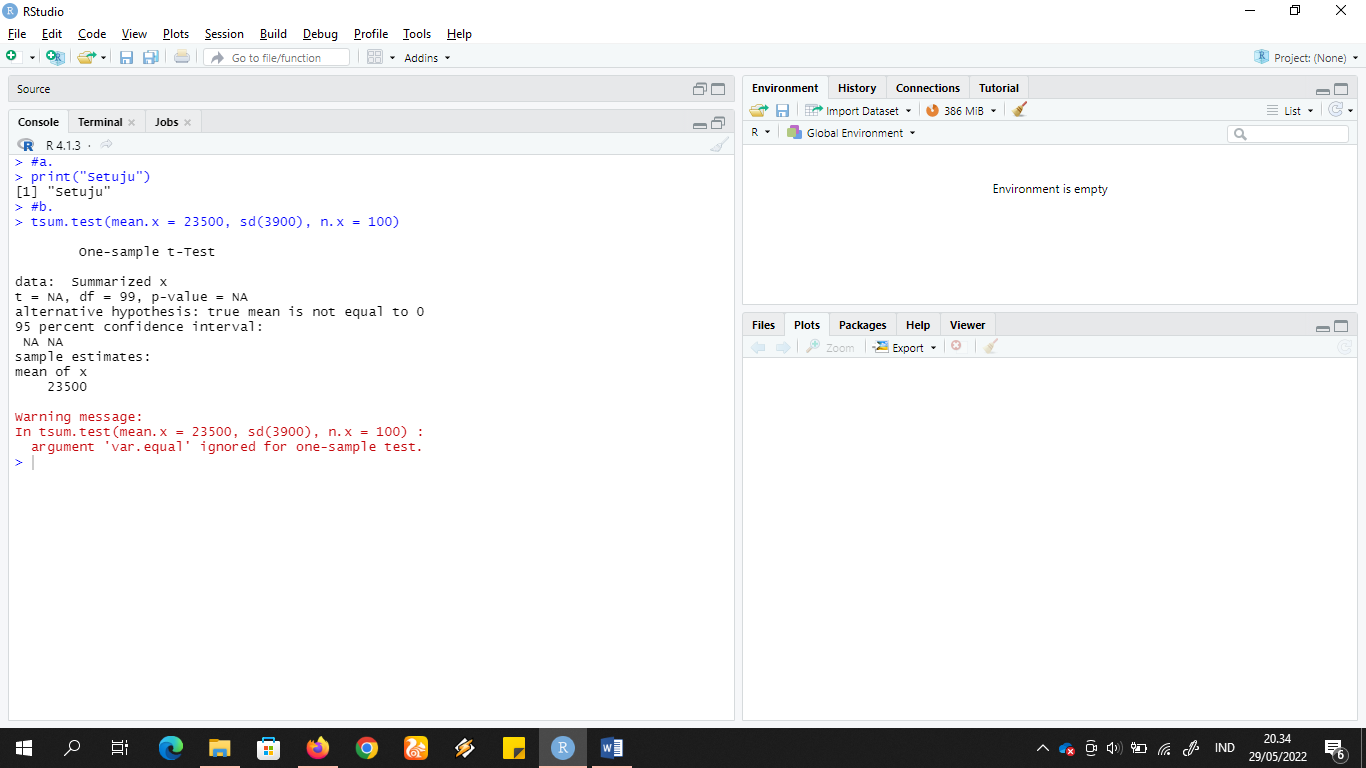 RStudio
File Edit Code View Plots Session Build Debug Profile Tools Help
Go to file/function Addins Project: (None)
Source
Console Terminal Jobs
R 4.1.3 ·
> #a.
> print("Setuju")
[1] "Setuju"
> #b.
> tsum.test(mean.x = 23500, sd(3900), n.x = 100)
One-sample t-Test
data: Summarized x
t = NA, df = 99, p-value = NA
alternative hypothesis: true mean is not equal to 0
95 percent confidence interval:
NA NA
sample estimates:
mean of x
23500
Warning message:
In tsum.test(mean.x = 23500, sd(3900), n.x = 100) :
argument 'var.equal' ignored for one-sample test.
>
Environment History Connections Tutorial
Import Dataset 386 MiB List
R Global Environment
Environment is empty
Files Plots Packages Help Viewer
Zoom Export
IND
20.34
29/05/2022
6